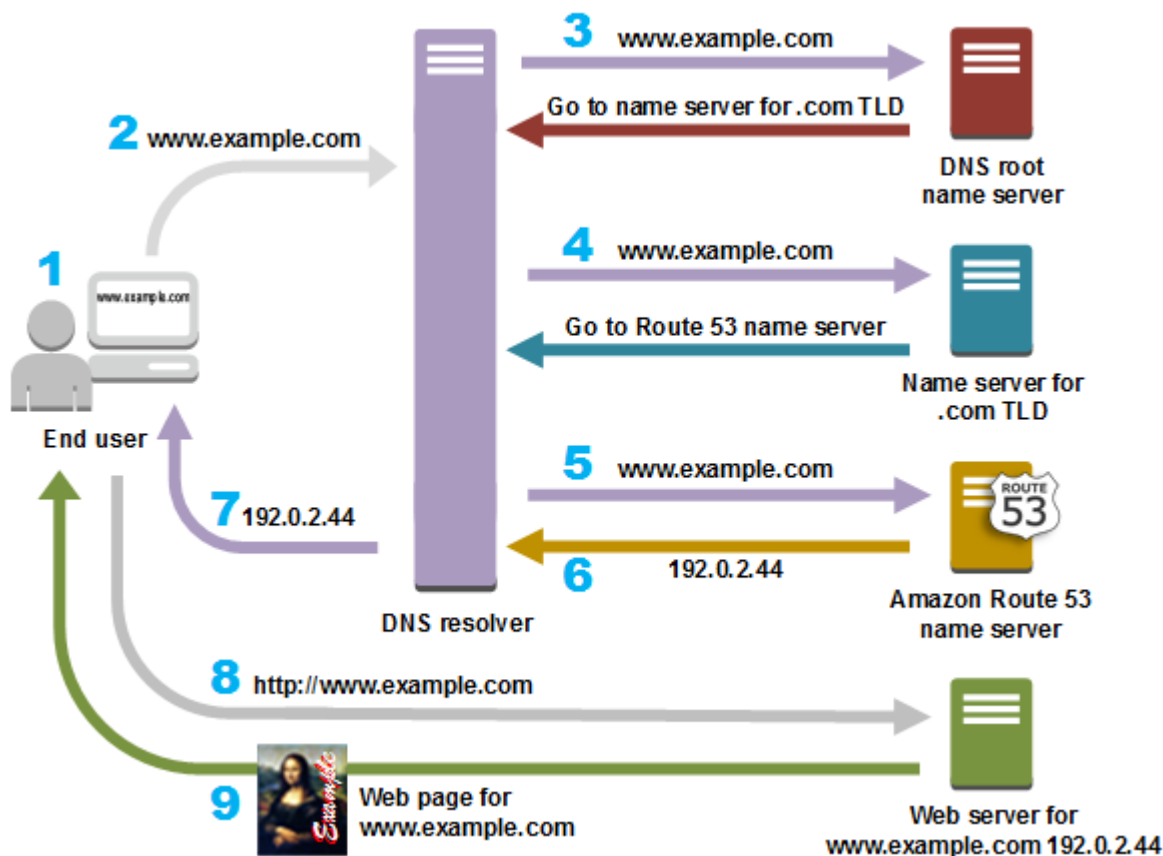 3 www.example.com
Go to name server for .com TLD
DNS root
name server
2 www.example.com
1
www.example.com
End user
4 www.example.com
Go to Route 53 name server
Name server for
.com TLD
5 www.example.com
ROUTE
53
6 192.0.2.44
Amazon Route 53
name server
7 192.0.2.44
DNS resolver
8 http://www.example.com
9
Example
Web page for
www.example.com
Web server for
www.example.com 192.0.2.44